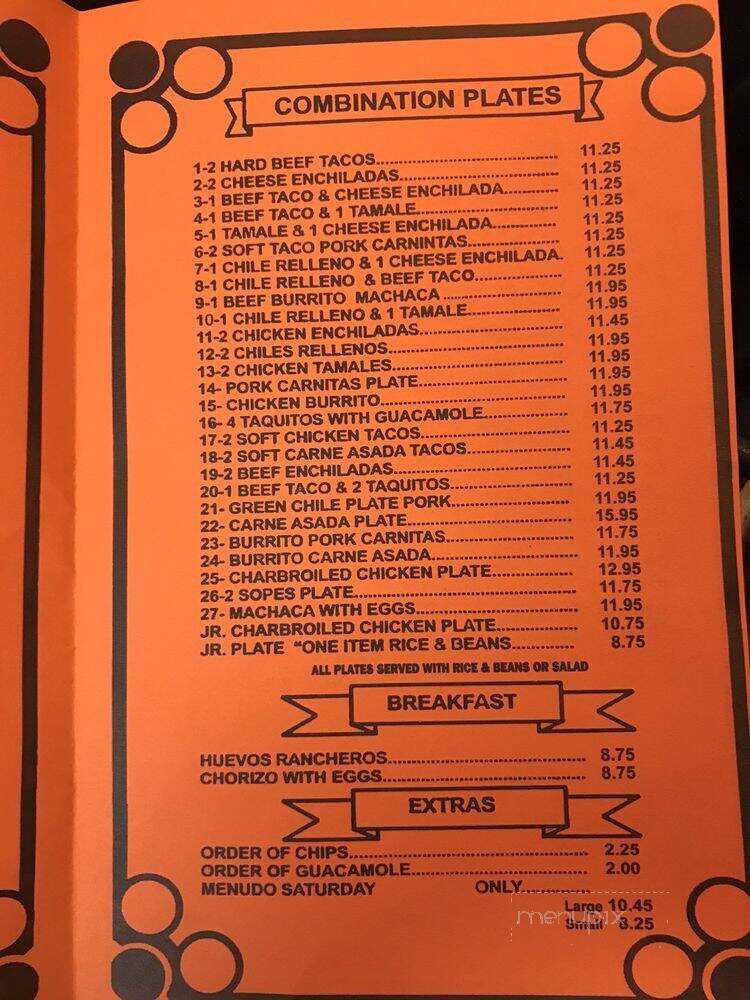 COMBINATION PLATES
1-2 HARD BEEF TACOS 11.25
2-2 CHEESE ENCHILADAS 11.25
3-1 BEEF TACO & CHEESE ENCHILADA 11.25
4-1 BEEF TACO & 1 TAMALE 11.25
5-1 TAMALE & 1 CHEESE ENCHILADA 11.25
6-2 SOFT TACO PORK CARNINTAS 11.25
7-1 CHILE RELLENO & 1 CHEESE ENCHILADA. 11.25
8-1 CHILE RELLENO & BEEF TACO 11.25
9-1 BEEF BURRITO MACHACA 11.95
10-1 CHILE RELLENO & 1 TAMALE 11.95
11-2 CHICKEN ENCHILADAS 11.45
12-2 CHILES RELLENOS 11.95
13-2 CHICKEN TAMALES 11.95
14- PORK CARNITAS PLATE 11.95
15- CHICKEN BURRITO 11.95
16- 4 TAQUITOS WITH GUACAMOLE 11.75
17-2 SOFT CHICKEN TACOS 11.25
18-2 SOFT CARNE ASADA TACOS 11.45
19-2 BEEF ENCHILADAS 11.45
20-1 BEEF TACO & 2 TAQUITOS 11.25
21- GREEN CHILE PLATE PORK 11.95
22- CARNE ASADA PLATE 15.95
23- BURRITO PORK CARNITAS 11.75
24- BURRITO CARNE ASADA 11.95
25- CHARBROILED CHICKEN PLATE 12.95
26-2 SOPES PLATE 11.75
27- MACHACA WITH EGGS 11.95
JR. CHARBROILED CHICKEN PLATE 10.75
JR. PLATE “ONE ITEM RICE & BEANS 8.75
ALL PLATES SERVED WITH RICE & BEANS OR SALAD
BREAKFAST
HUEVOS RANCHEROS 8.75
CHORIZO WITH EGGS 8.75
EXTRAS
ORDER OF CHIPS 2.25
ORDER OF GUACAMOLE 2.00
MENUDO SATURDAY ONLY
Large 10.45
Small
menupix